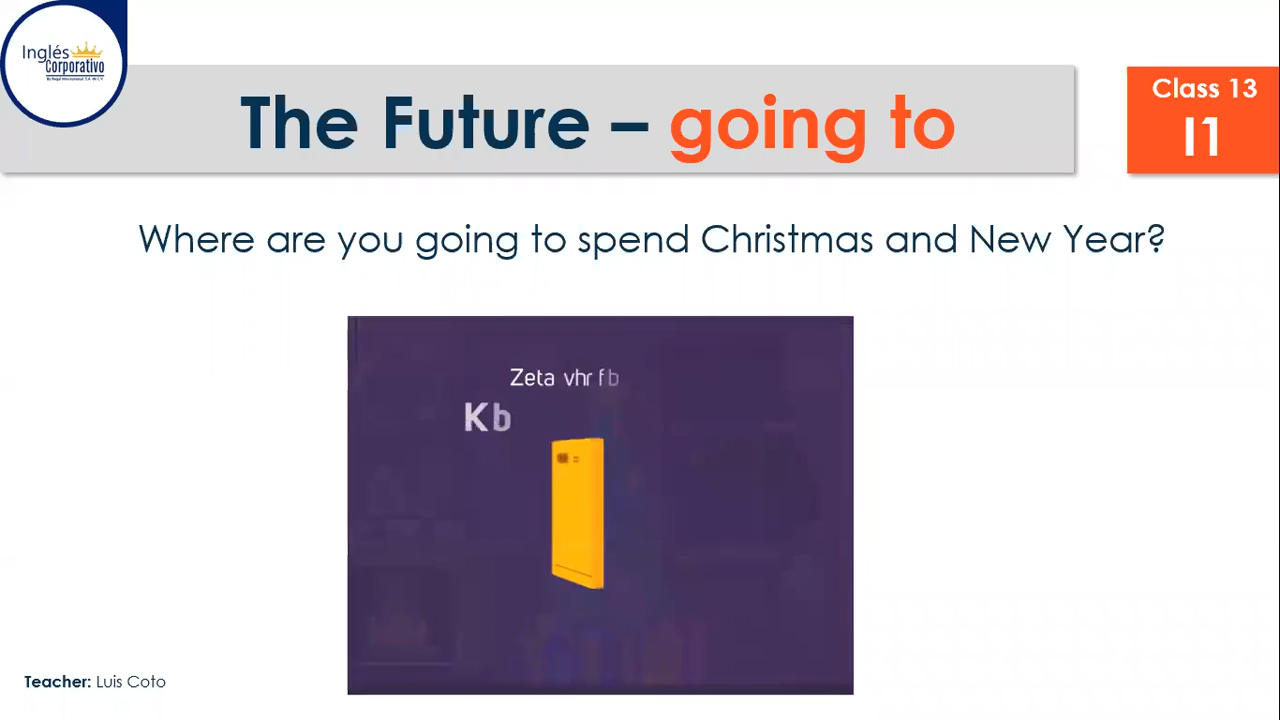 Inglés
Corporativo
The Future – going to
Class 13
I1
Where are you going to spend Christmas and New Year?
Zeta vhr fb
Kb
Teacher: Luis Coto